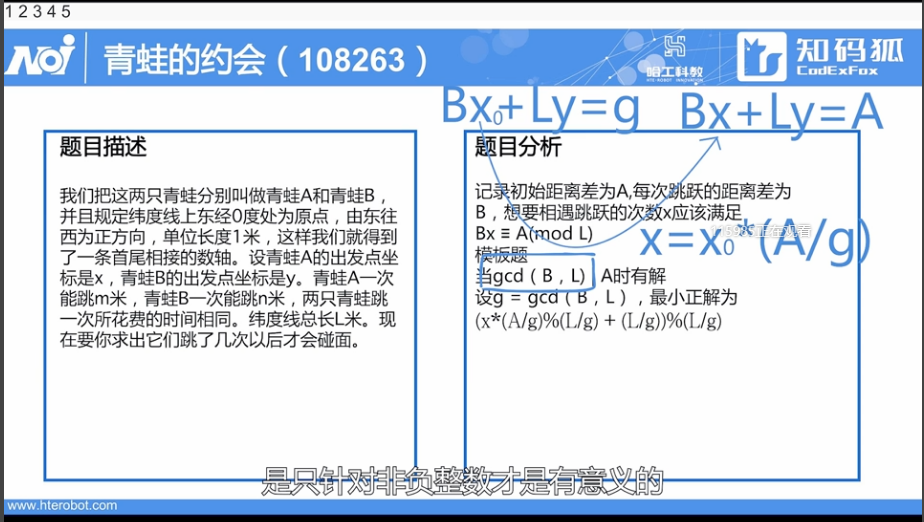 1 2 3 4 5
NOI
青蛙的约会（108263）
哈工科教
知码狐
CodExFox
Bx₀+Ly=g
Bx+Ly=A
题目描述
我们把这两只青蛙分别叫做青蛙A和青蛙B，
并且规定纬度线上东经0度处为原点，由东往
西为正方向，单位长度1米，这样我们就得到
了一条首尾相接的数轴。设青蛙A的出发点坐
标是x，青蛙B的出发点坐标是y。青蛙A一次
能跳m米，青蛙B一次能跳n米，两只青蛙跳
一次所花费的时间相同。纬度线总长L米。现
在要你求出它们跳了几次以后才会碰面。
题目分析
记录初始距离差为A,每次跳跃的距离差为
B，想要相遇跳跃的次数x应该满足
Bx ≡ A(mod L)
x=x₀*(A/g)
正在观看
模板题
当gcd（B，L）| A时有解
设g = gcd（B，L），最小正解为
(x*(A/g)%(L/g) + (L/g))%(L/g)
是只针对非负整数才是有意义的
www.hterobot.com